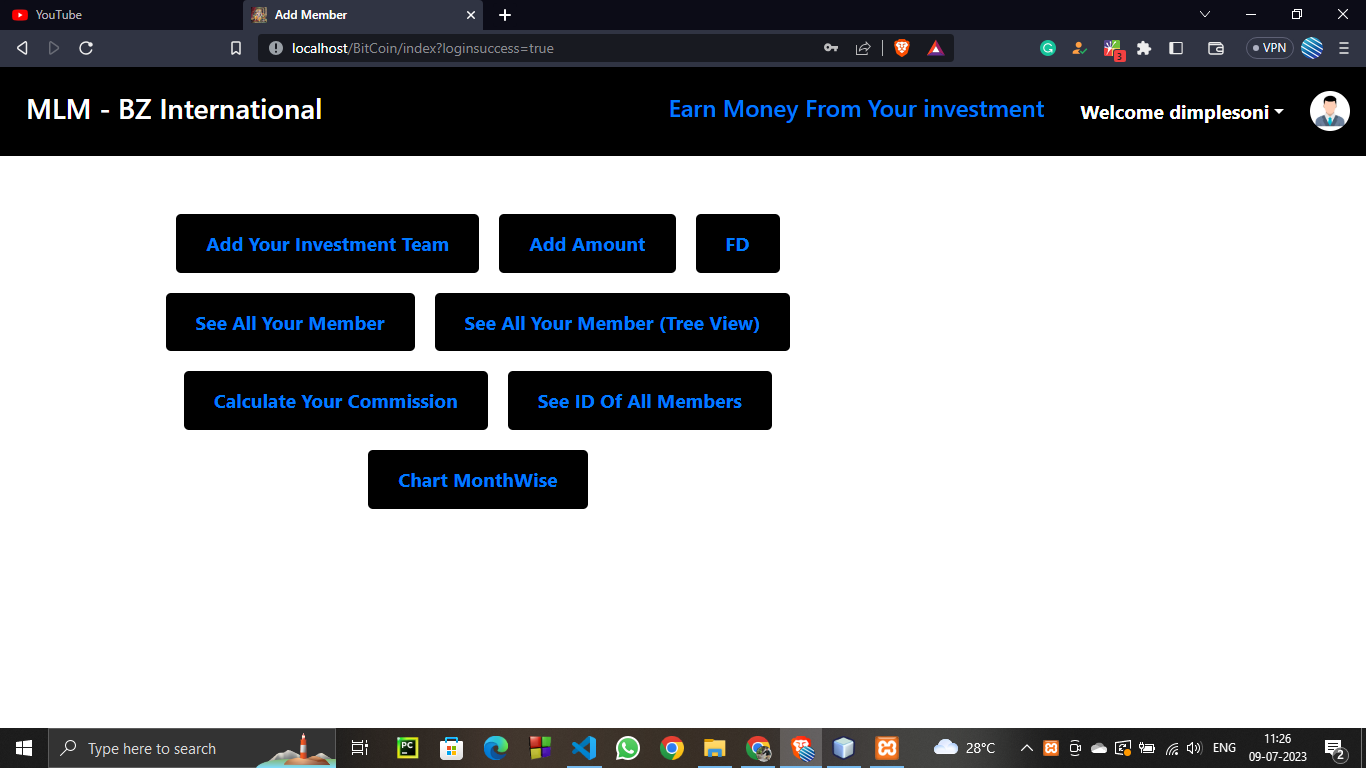 YouTube
Add Member
localhost/BitCoin/index?loginsuccess=true
3
VPN
MLM - BZ International
Earn Money From Your investment
Welcome dimplesoni
Add Your Investment Team
Add Amount
FD
See All Your Member
See All Your Member (Tree View)
Calculate Your Commission
See ID Of All Members
Chart MonthWise
Type here to search
PC
28°C
ENG
11:26
09-07-2023
2